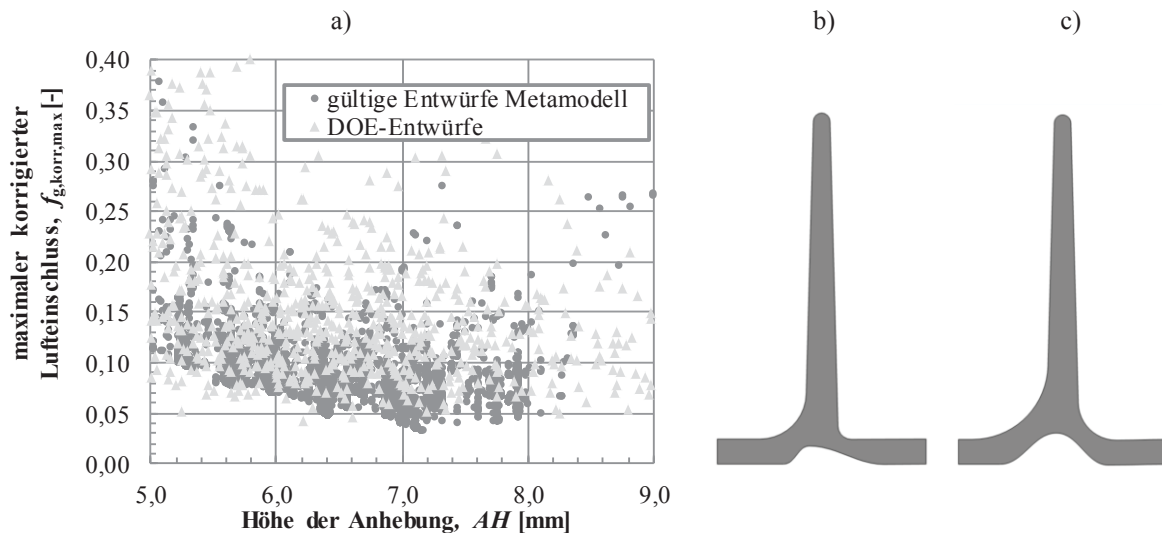 a)
b)
c)
maximaler korrigierter
Lufteinschluss, fg,korr,max [-]
0,40
0,35
0,30
0,25
0,20
0,15
0,10
0,05
0,00
gültige Entwürfe Metamodell
DOE-Entwürfe
5,0
6,0
7,0
8,0
9,0
Höhe der Anhebung, AH [mm]